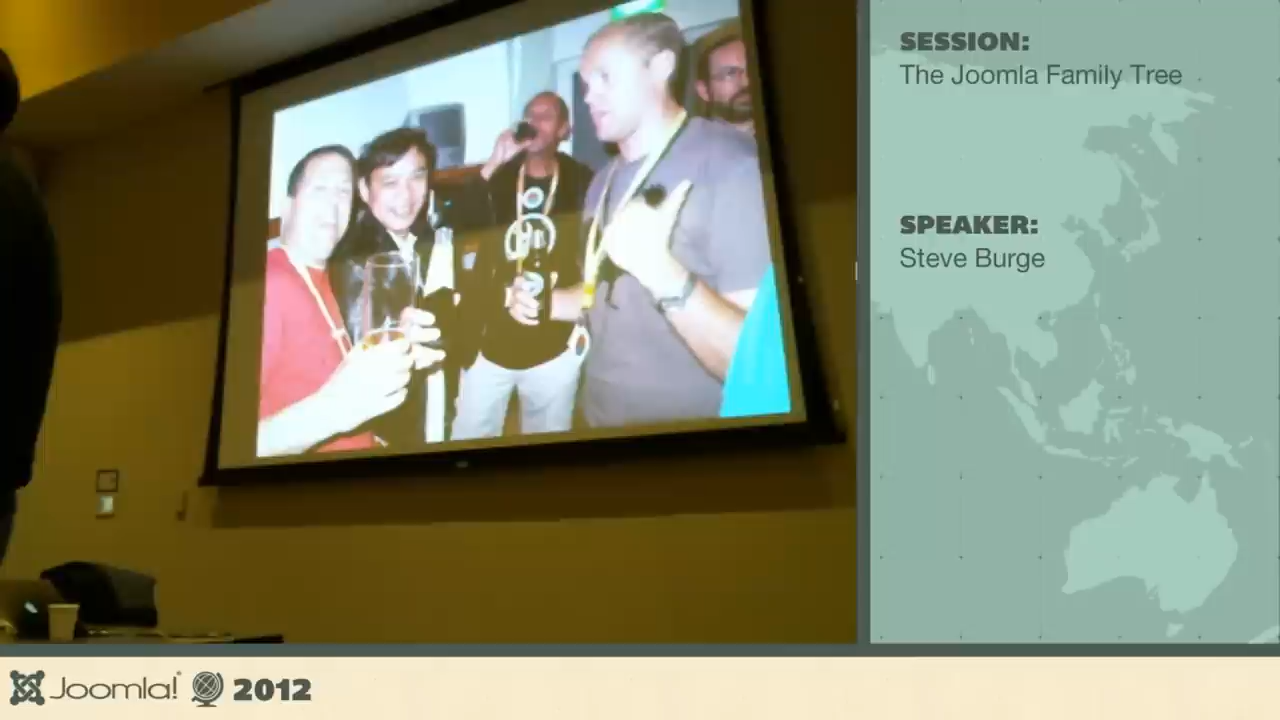 SESSION:
The Joomla Family Tree
SPEAKER:
Steve Burge
Joomla! 2012